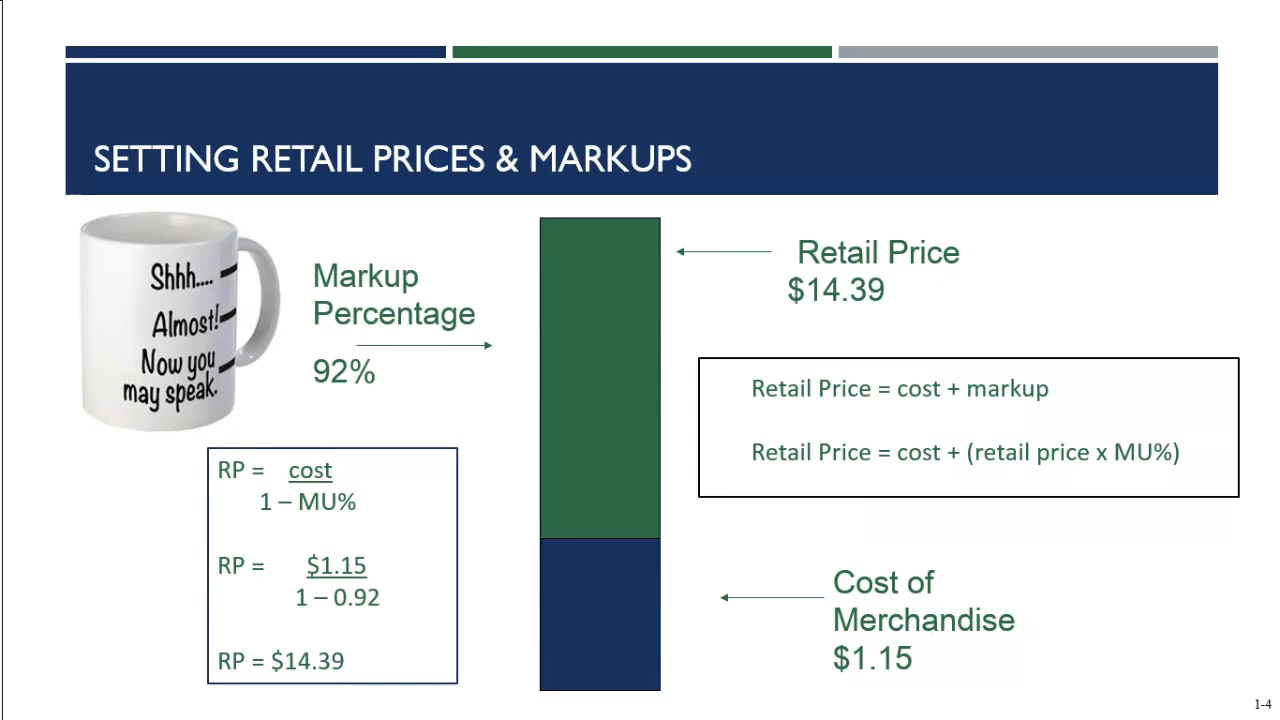 SETTING RETAIL PRICES & MARKUPS
Shhh....
Almost!
Now you
may speak.
Markup
Percentage
92%
Retail Price
$14.39
Retail Price = cost + markup
Retail Price = cost + (retail price x MU%)
RP = cost
1 – MU%
RP = $1.15
1 – 0.92
RP = $14.39
Cost of
Merchandise
$1.15
1-4